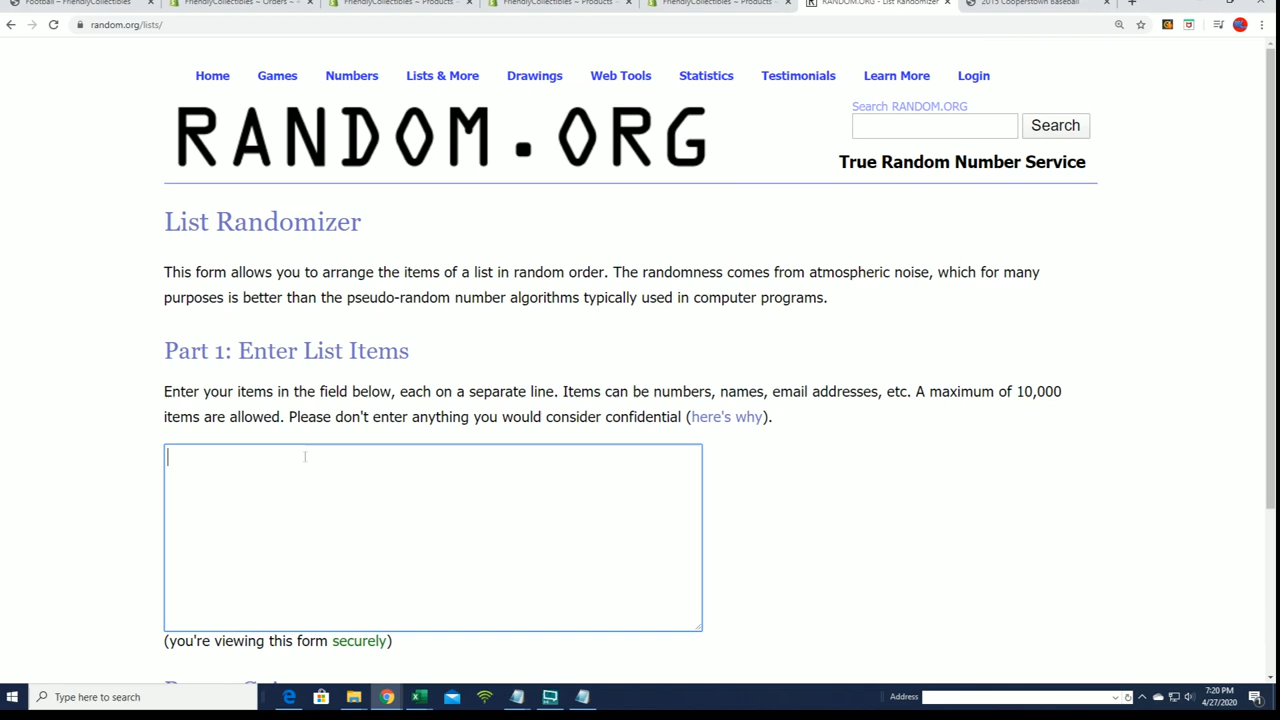 Football ~ FriendlyCollectibles
FriendlyCollectibles ~ Orders ~
FriendlyCollectibles ~ Products ~
FriendlyCollectibles ~ Products ~
FriendlyCollectibles ~ Products ~
RANDOM.ORG - List Randomizer
2015 Cooperstown Baseball
random.org/lists/
Home Games Numbers Lists & More Drawings Web Tools Statistics Testimonials Learn More Login
RANDOM.ORG
Search RANDOM.ORG
Search
True Random Number Service
List Randomizer
This form allows you to arrange the items of a list in random order. The randomness comes from atmospheric noise, which for many
purposes is better than the pseudo-random number algorithms typically used in computer programs.
Part 1: Enter List Items
Enter your items in the field below, each on a separate line. Items can be numbers, names, email addresses, etc. A maximum of 10,000
items are allowed. Please don't enter anything you would consider confidential (here's why).
(you're viewing this form securely)
Type here to search
Address
7:20 PM
4/27/2020